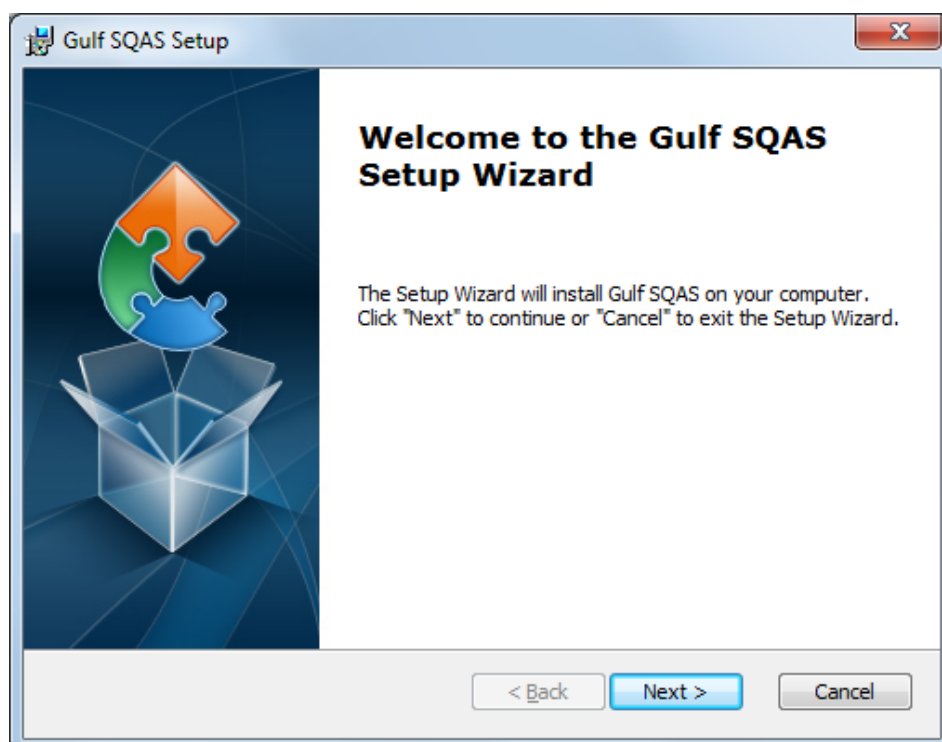 Gulf SQAS Setup
Welcome to the Gulf SQAS
Setup Wizard
The Setup Wizard will install Gulf SQAS on your computer.
Click "Next" to continue or "Cancel" to exit the Setup Wizard.
< Back Next > Cancel